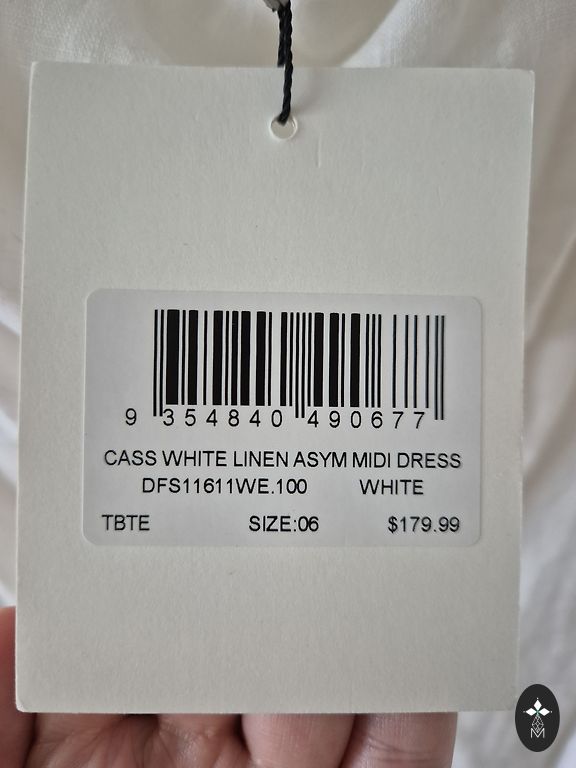 9 354840 490677
CASS WHITE LINEN ASYM MIDI DRESS
DFS11611WE.100 WHITE
TBTE SIZE:06 $179.99
M